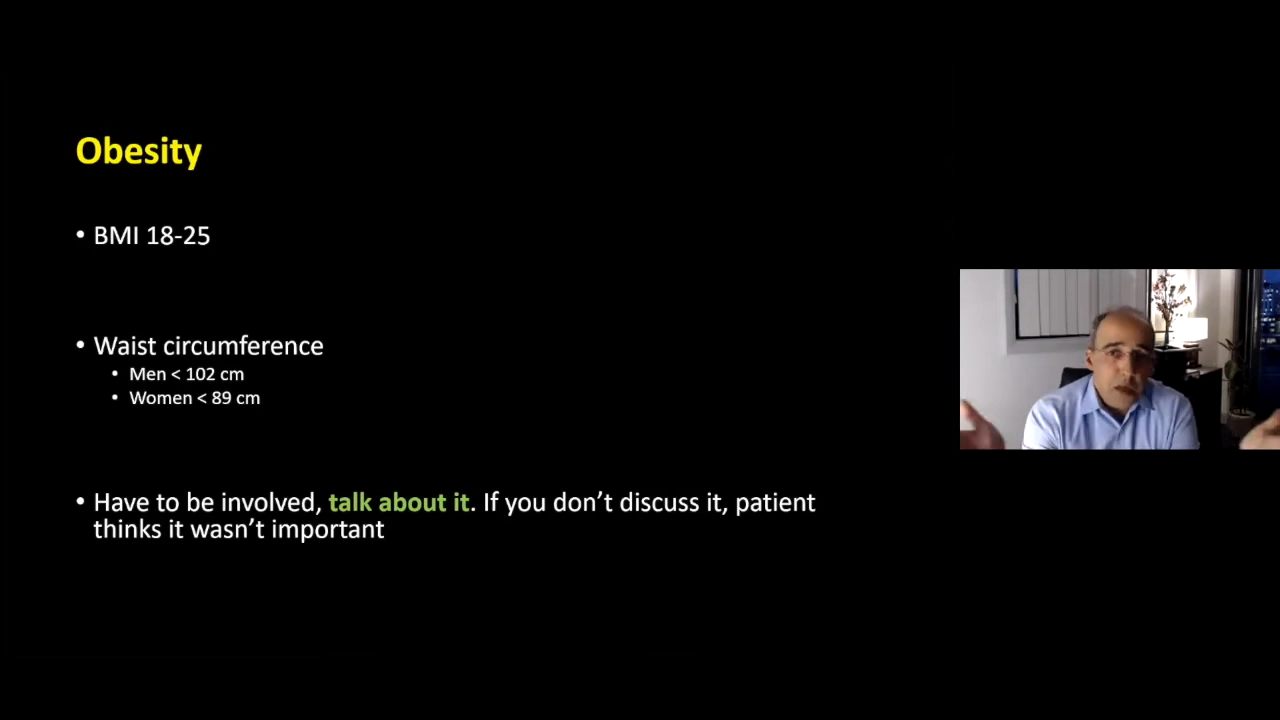 Obesity
• BMI 18-25
• Waist circumference
• Men < 102 cm
• Women < 89 cm
• Have to be involved, talk about it. If you don’t discuss it, patient
thinks it wasn’t important